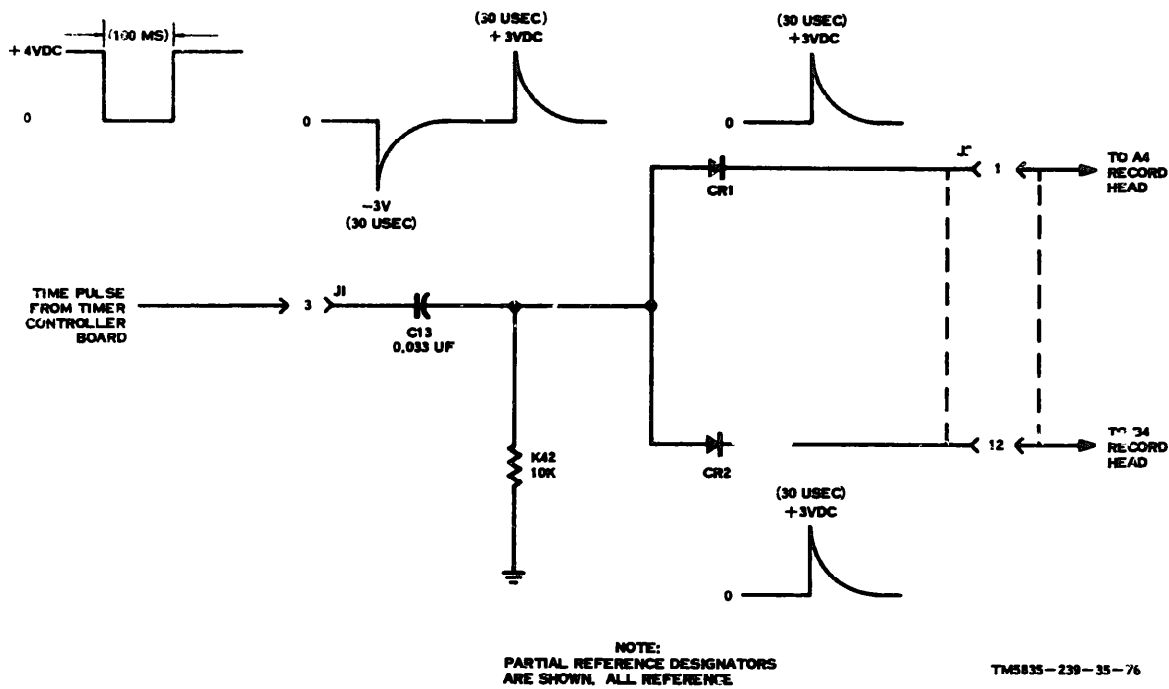 (100 MS)
+4VDC
0
(30 USEC)
+3VDC
0
−3V
(30 USEC)
(30 USEC)
+3VDC
0
CR1
1
TO A4
RECORD
HEAD
TIME PULSE
FROM TIMER
CONTROLLER
BOARD
3
J1
C13
0.033 UF
K42
10K
CR2
12
RECORD
HEAD
(30 USEC)
+3VDC
0
NOTE:
PARTIAL REFERENCE DESIGNATORS
ARE SHOWN. ALL REFERENCE
TM5835-239-35-76